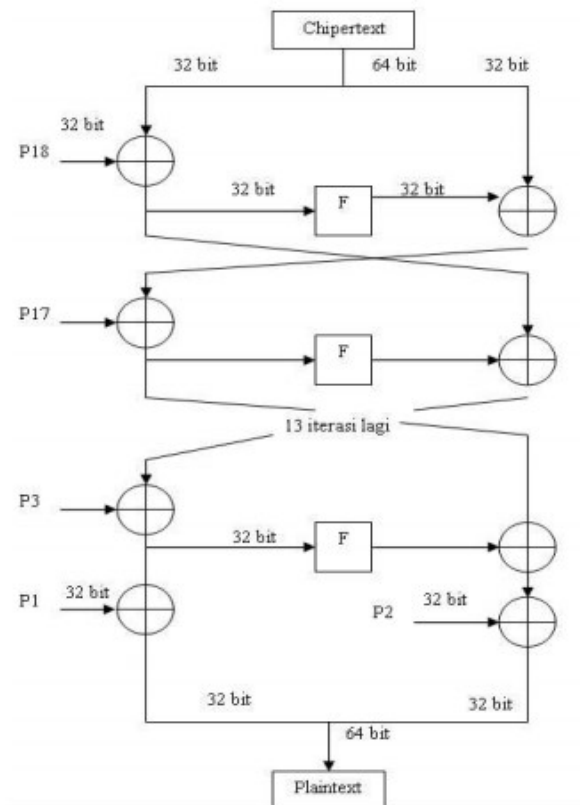 Chipertext
32 bit 64 bit 32 bit
32 bit
P18
32 bit 32 bit
F
P17
F
13 iterasi lagi
P3
F
32 bit
P1 32 bit
P2 32 bit
32 bit 32 bit
64 bit
Plaintext